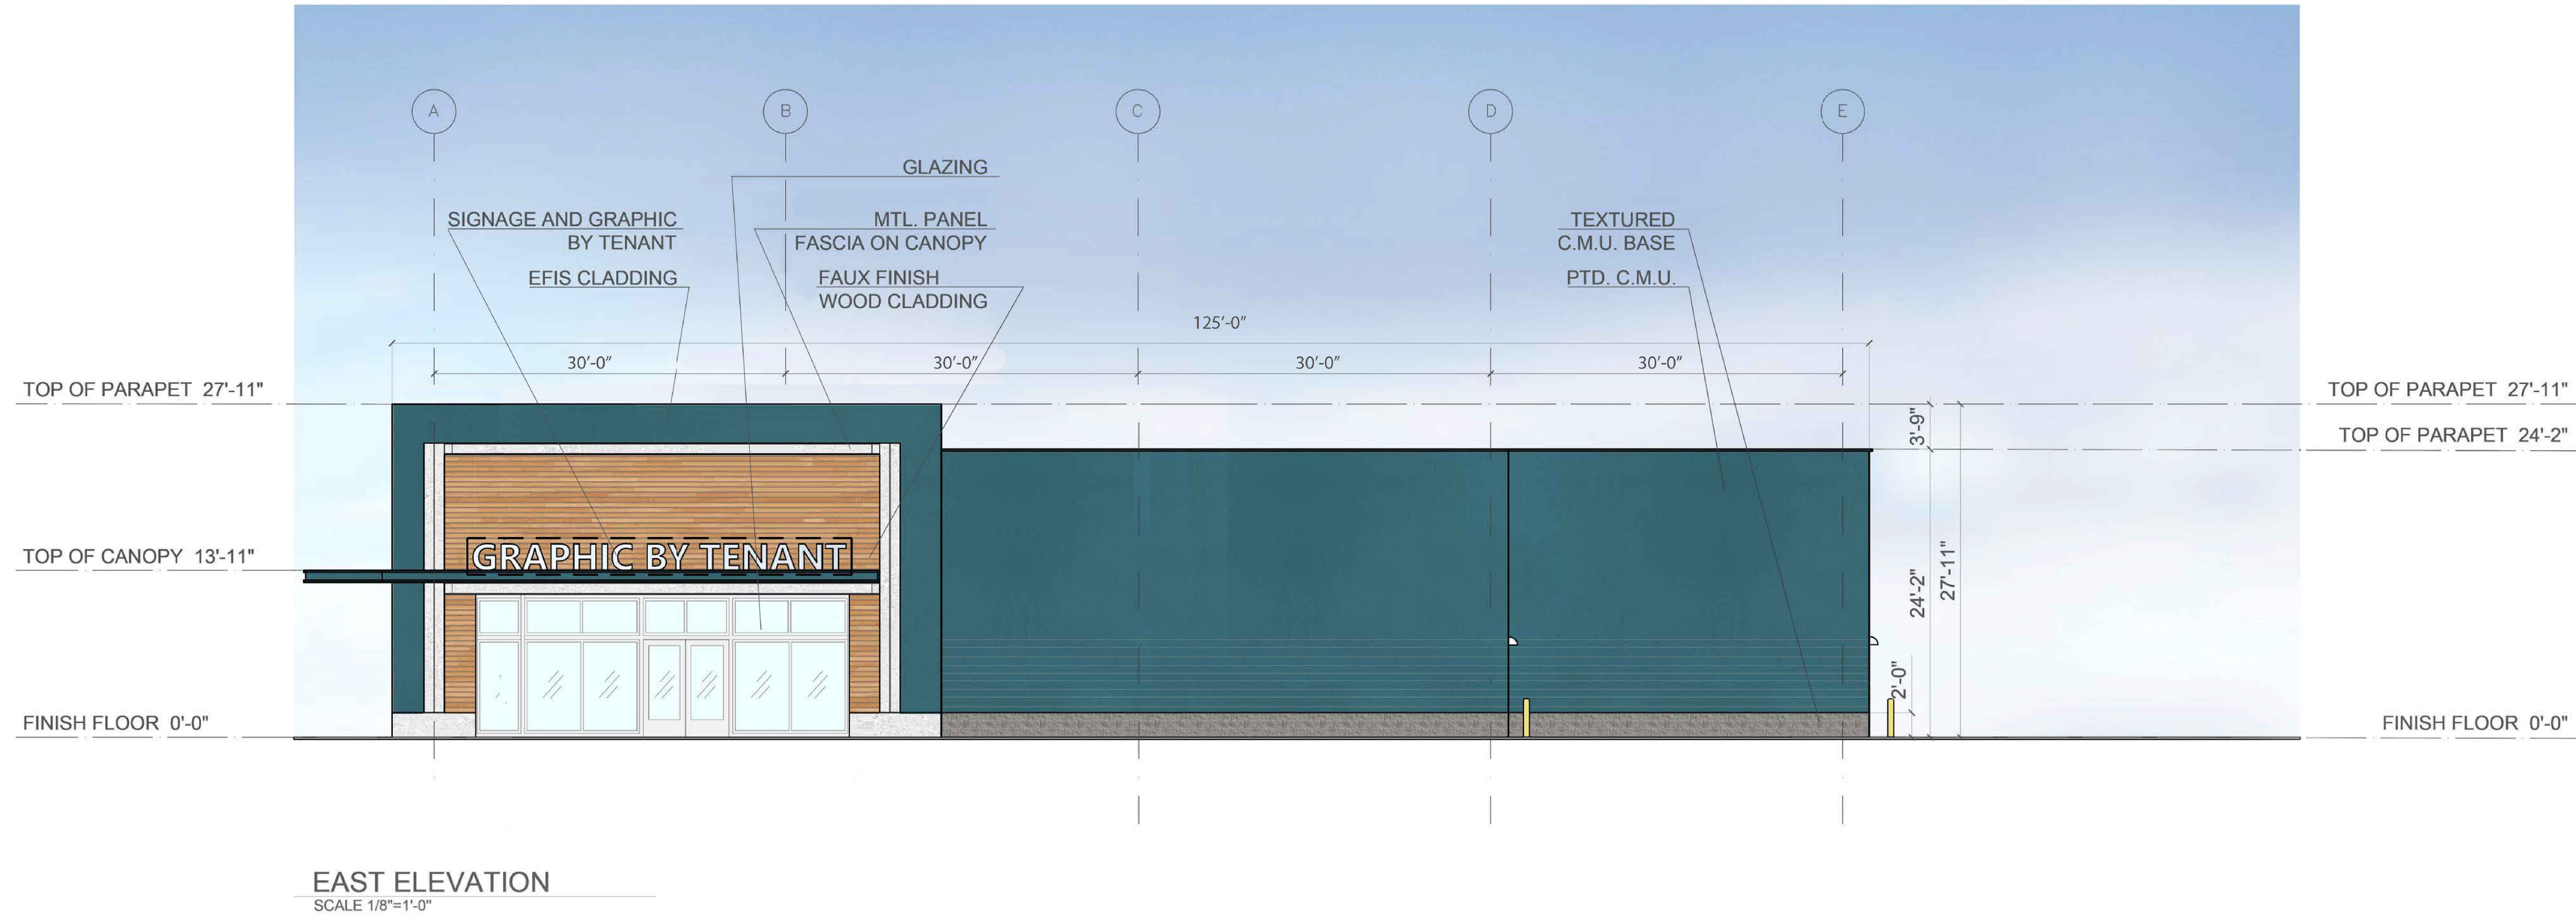 A
B
C
D
E
GLAZING
SIGNAGE AND GRAPHIC
BY TENANT
MTL. PANEL
FASCIA ON CANOPY
TEXTURED
C.M.U. BASE
EFIS CLADDING
FAUX FINISH
WOOD CLADDING
PTD. C.M.U.
125'-0"
30'-0"
30'-0"
30'-0"
30'-0"
TOP OF PARAPET 27'-11"
TOP OF PARAPET 27'-11"
3'-9"
TOP OF PARAPET 24'-2"
TOP OF CANOPY 13'-11"
GRAPHIC BY TENANT
24'-2"
27'-11"
2'-0"
FINISH FLOOR 0'-0"
FINISH FLOOR 0'-0"
EAST ELEVATION
SCALE 1/8"=1'-0"